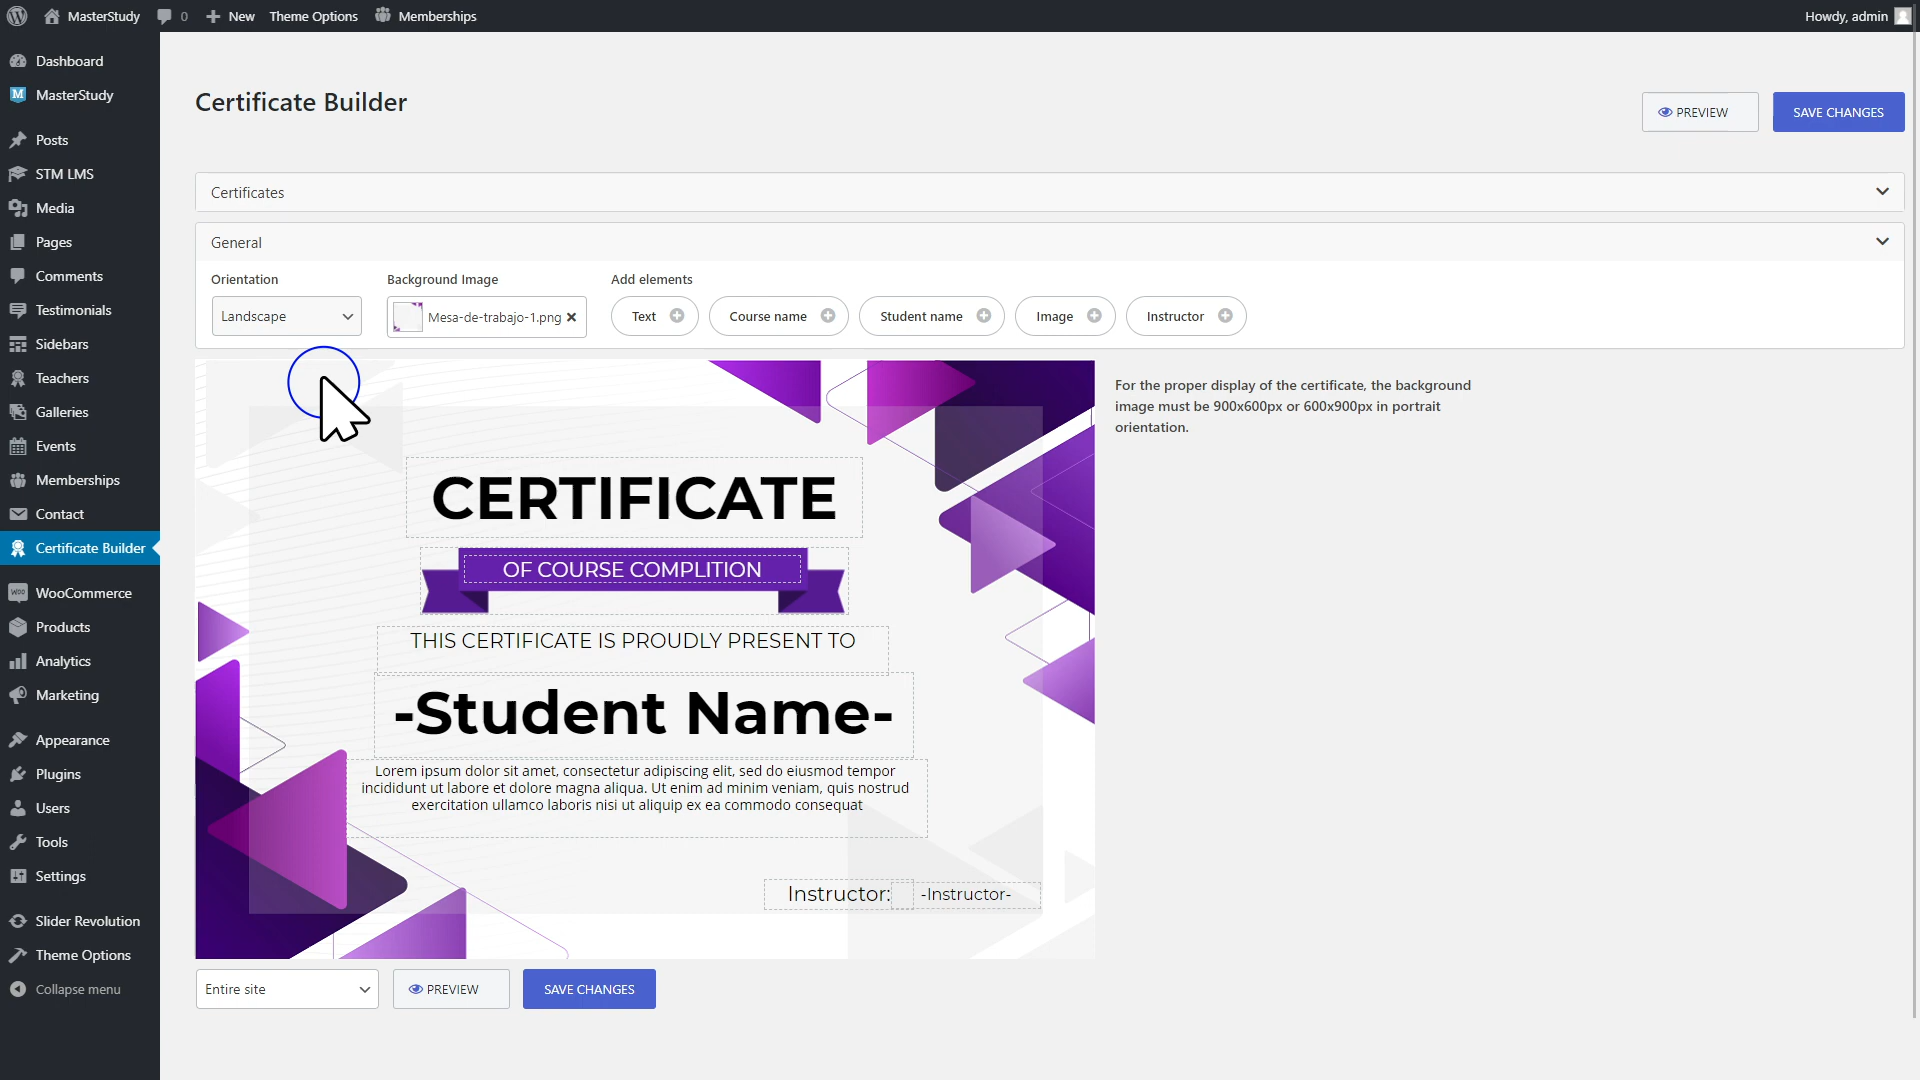 MasterStudy 0 New Theme Options Memberships Howdy, admin
Dashboard
MasterStudy
Posts
STM LMS
Media
Pages
Comments
Testimonials
Sidebars
Teachers
Galleries
Events
Memberships
Contact
Certificate Builder
WooCommerce
Products
Analytics
Marketing
Appearance
Plugins
Users
Tools
Settings
Slider Revolution
Theme Options
Collapse menu
Certificate Builder
PREVIEW SAVE CHANGES
Certificates
General
Orientation Background Image Add elements
Landscape Mesa-de-trabajo-1.png Text Course name Student name Image Instructor
For the proper display of the certificate, the background
image must be 900x600px or 600x900px in portrait
orientation.
CERTIFICATE
OF COURSE COMPLITION
THIS CERTIFICATE IS PROUDLY PRESENT TO
-Student Name-
Lorem ipsum dolor sit amet, consectetur adipiscing elit, sed do eiusmod tempor
incididunt ut labore et dolore magna aliqua. Ut enim ad minim veniam, quis nostrud
exercitation ullamco laboris nisi ut aliquip ex ea commodo consequat
Instructor: -Instructor-
Entire site PREVIEW SAVE CHANGES